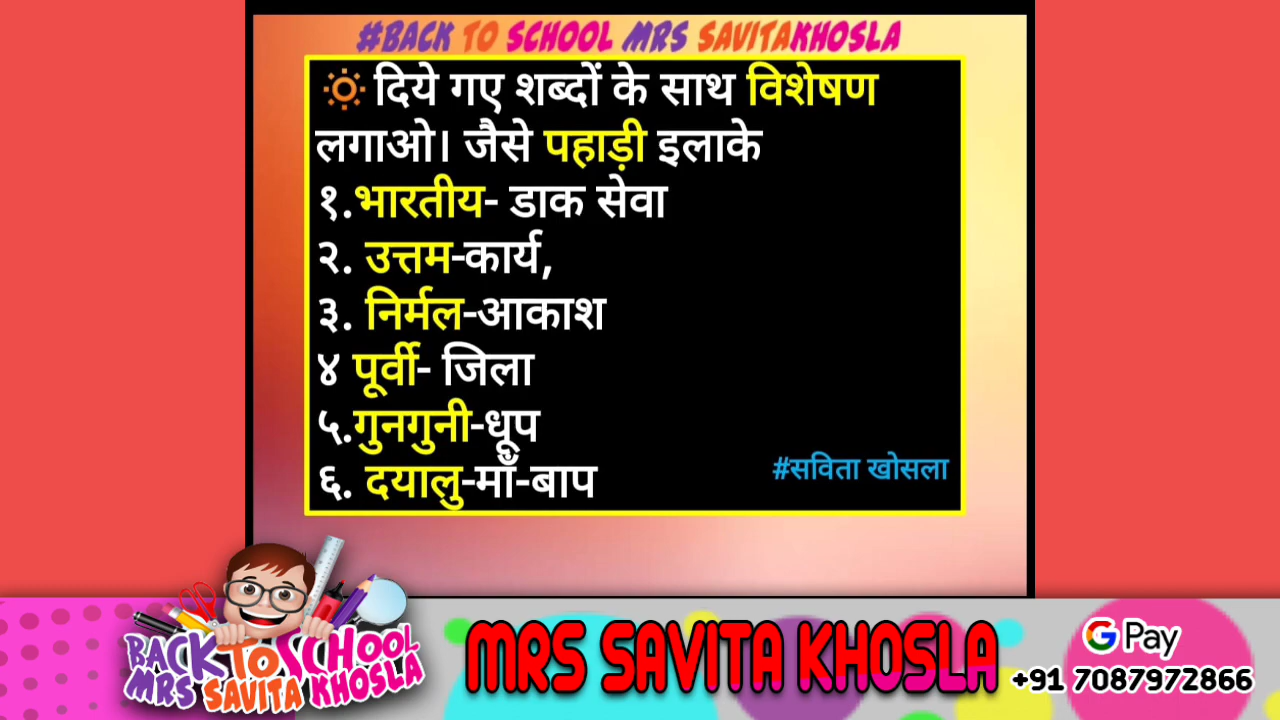 #BACK TO SCHOOL MRS SAVITAKHOSLA
🔅दिये गए शब्दों के साथ विशेषण
लगाओ। जैसे पहाड़ी इलाके
१.भारतीय- डाक सेवा
२. उत्तम-कार्य,
३. निर्मल-आकाश
४ पूर्वी- जिला
५.गुनगुनी-धूप
६. दयालु-माँ-बाप
#सविता खोसला
BACK TO SCHOOL
MRS SAVITA KHOSLA
MRS SAVITA KHOSLA
G Pay
+91 7087972866